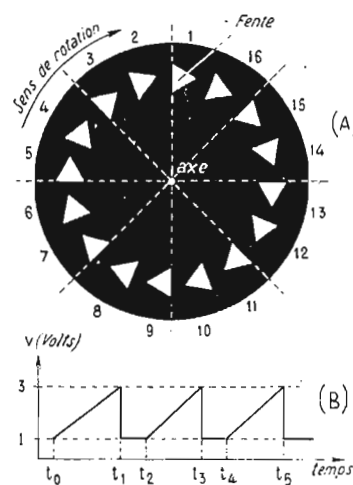 Sens de rotation
Fente
1
2
3
4
5
6
7
8
9
10
11
12
13
14
15
16
axe
(A)
v (Volts)
3
1
(B)
t0 t1 t2 t3 t4 t5 temps